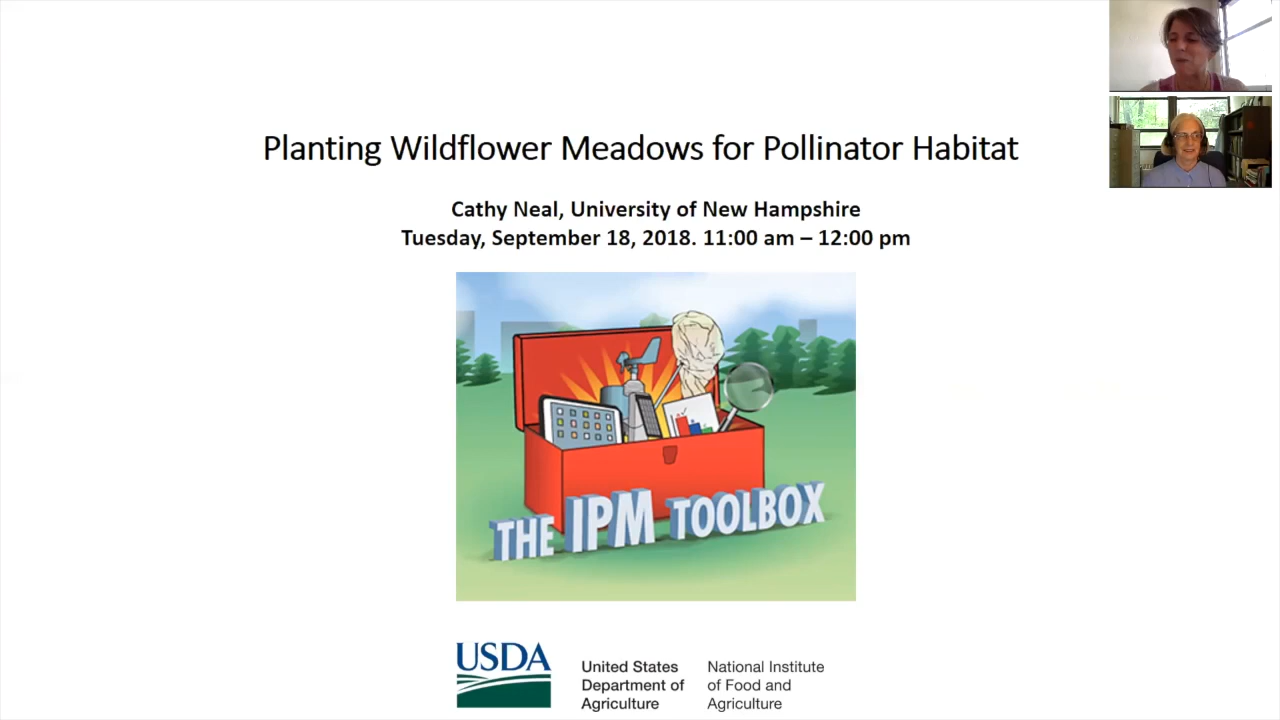 Planting Wildflower Meadows for Pollinator Habitat
Cathy Neal, University of New Hampshire
Tuesday, September 18, 2018. 11:00 am – 12:00 pm
THE IPM TOOLBOX
USDA
United States
Department of
Agriculture
National Institute
of Food and
Agriculture